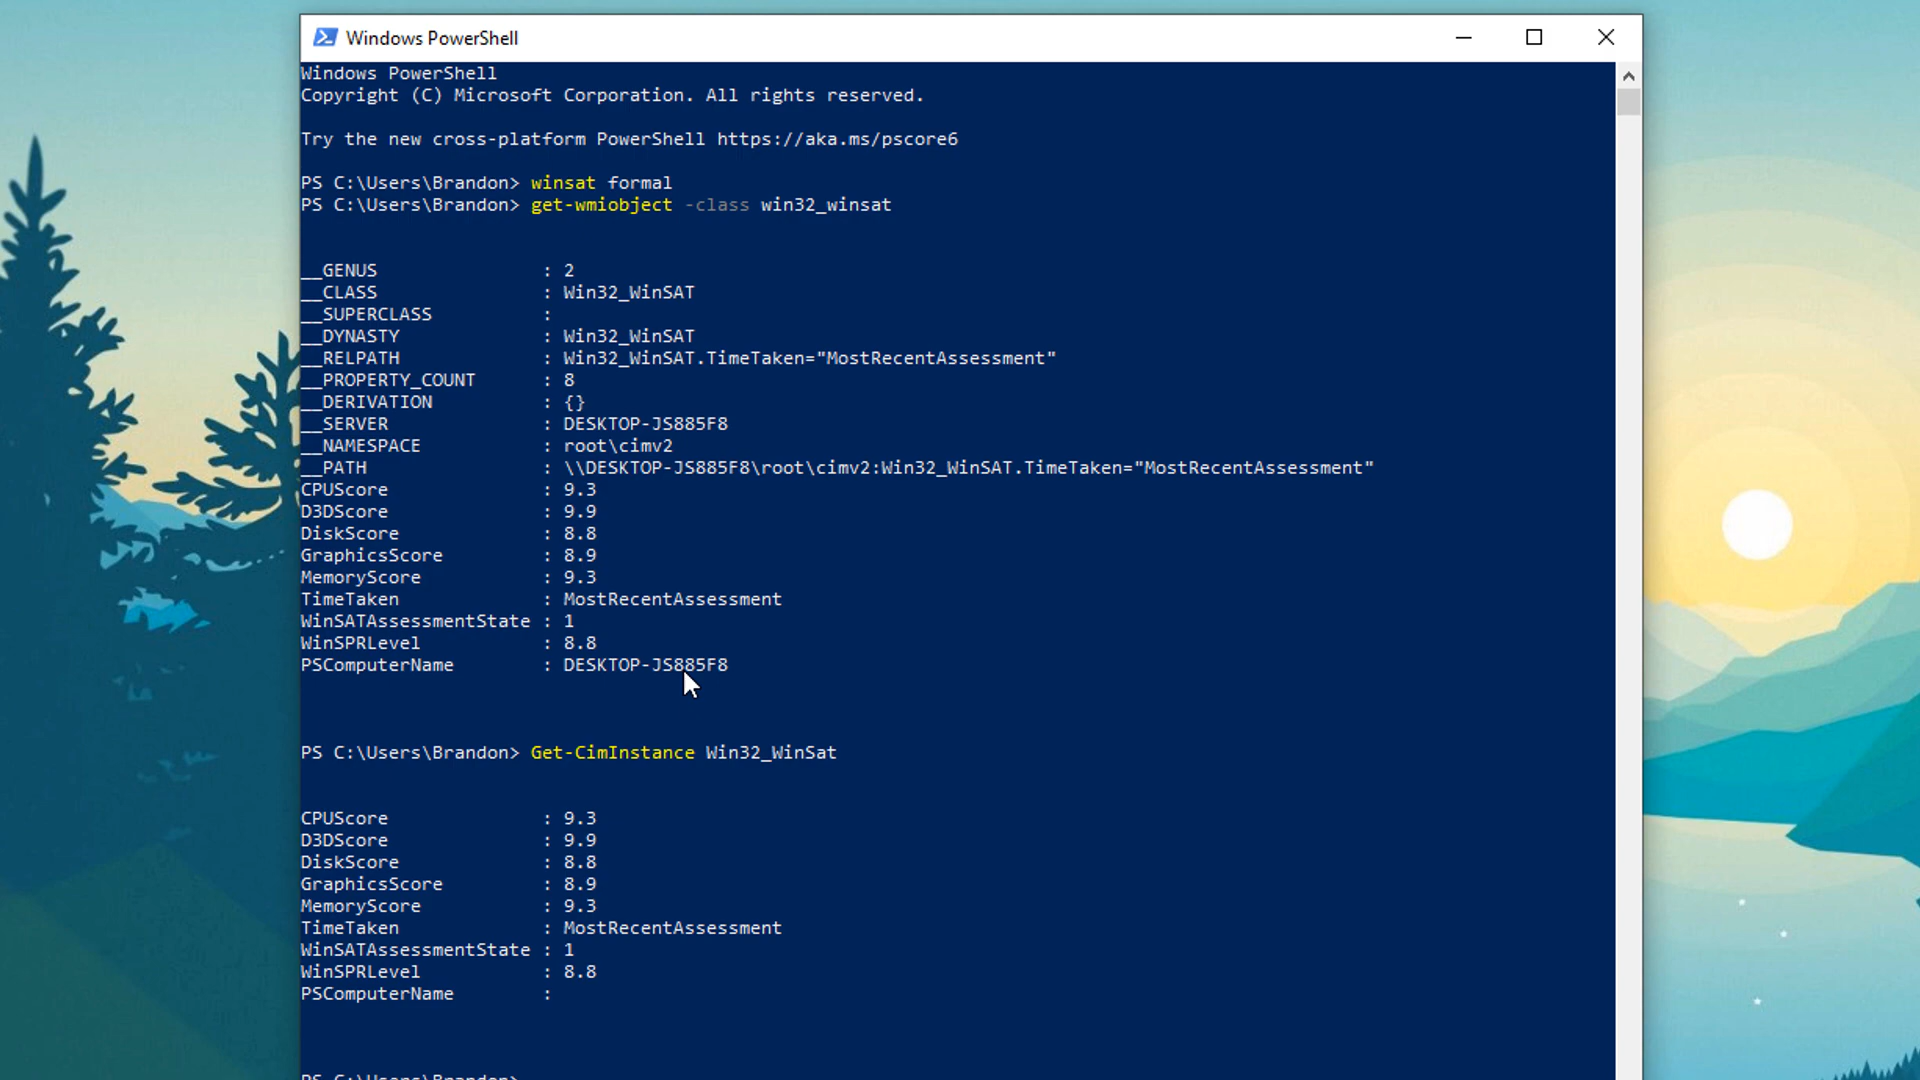 Windows PowerShell
Windows PowerShell
Copyright (C) Microsoft Corporation. All rights reserved.
Try the new cross-platform PowerShell https://aka.ms/pscore6
PS C:\Users\Brandon> winsat formal
PS C:\Users\Brandon> get-wmiobject -class win32_winsat
__GENUS : 2
__CLASS : Win32_WinSAT
__SUPERCLASS :
__DYNASTY : Win32_WinSAT
__RELPATH : Win32_WinSAT.TimeTaken="MostRecentAssessment"
__PROPERTY_COUNT : 8
__DERIVATION : {}
__SERVER : DESKTOP-JS885F8
__NAMESPACE : root\cimv2
__PATH : \\DESKTOP-JS885F8\root\cimv2:Win32_WinSAT.TimeTaken="MostRecentAssessment"
CPUScore : 9.3
D3DScore : 9.9
DiskScore : 8.8
GraphicsScore : 8.9
MemoryScore : 9.3
TimeTaken : MostRecentAssessment
WinSATAssessmentState : 1
WinSPRLevel : 8.8
PSComputerName : DESKTOP-JS885F8
PS C:\Users\Brandon> Get-CimInstance Win32_WinSat
CPUScore : 9.3
D3DScore : 9.9
DiskScore : 8.8
GraphicsScore : 8.9
MemoryScore : 9.3
TimeTaken : MostRecentAssessment
WinSATAssessmentState : 1
WinSPRLevel : 8.8
PSComputerName :
PS C:\Users\Brandon>